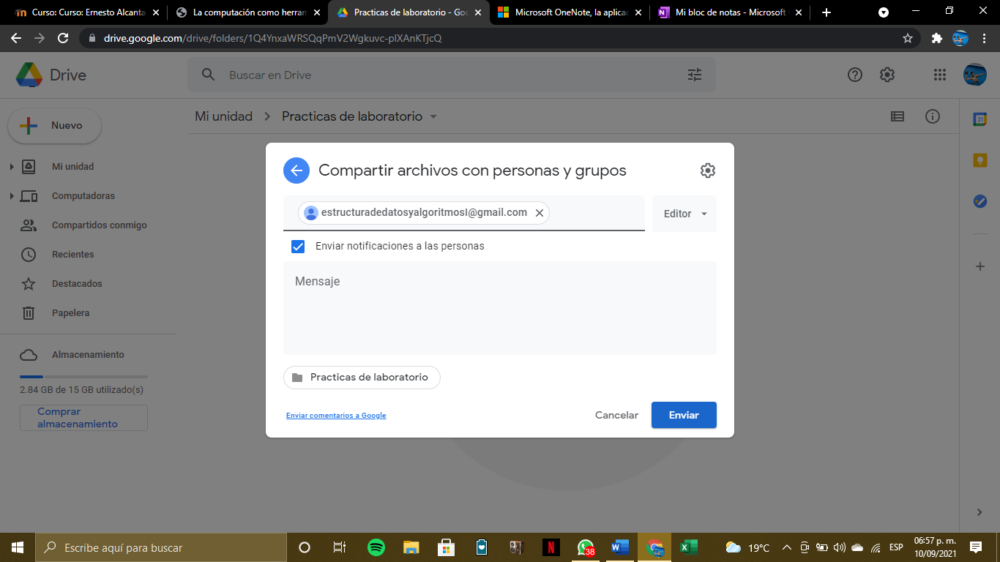 Curso: Curso: Ernesto Alcanta
La computación como herran
Practicas de laboratorio - Goo
Microsoft OneNote, la aplicac
Mi bloc de notas - Microsoft
drive.google.com/drive/folders/1Q4YnxaWRSQqPmV2Wgkuvc-plXAnKTjcQ
Drive
Buscar en Drive
Nuevo
Mi unidad
Practicas de laboratorio
Mi unidad
Computadoras
Compartidos conmigo
Recientes
Destacados
Papelera
Almacenamiento
2.84 GB de 15 GB utilizado(s)
Comprar
almacenamiento
Compartir archivos con personas y grupos
estructuradedatosyalgoritmosI@gmail.com
Editor
Enviar notificaciones a las personas
Mensaje
Practicas de laboratorio
Enviar comentarios a Google
Cancelar
Enviar
31
Escribe aquí para buscar
38
19°C
ESP
06:57 p. m.
10/09/2021